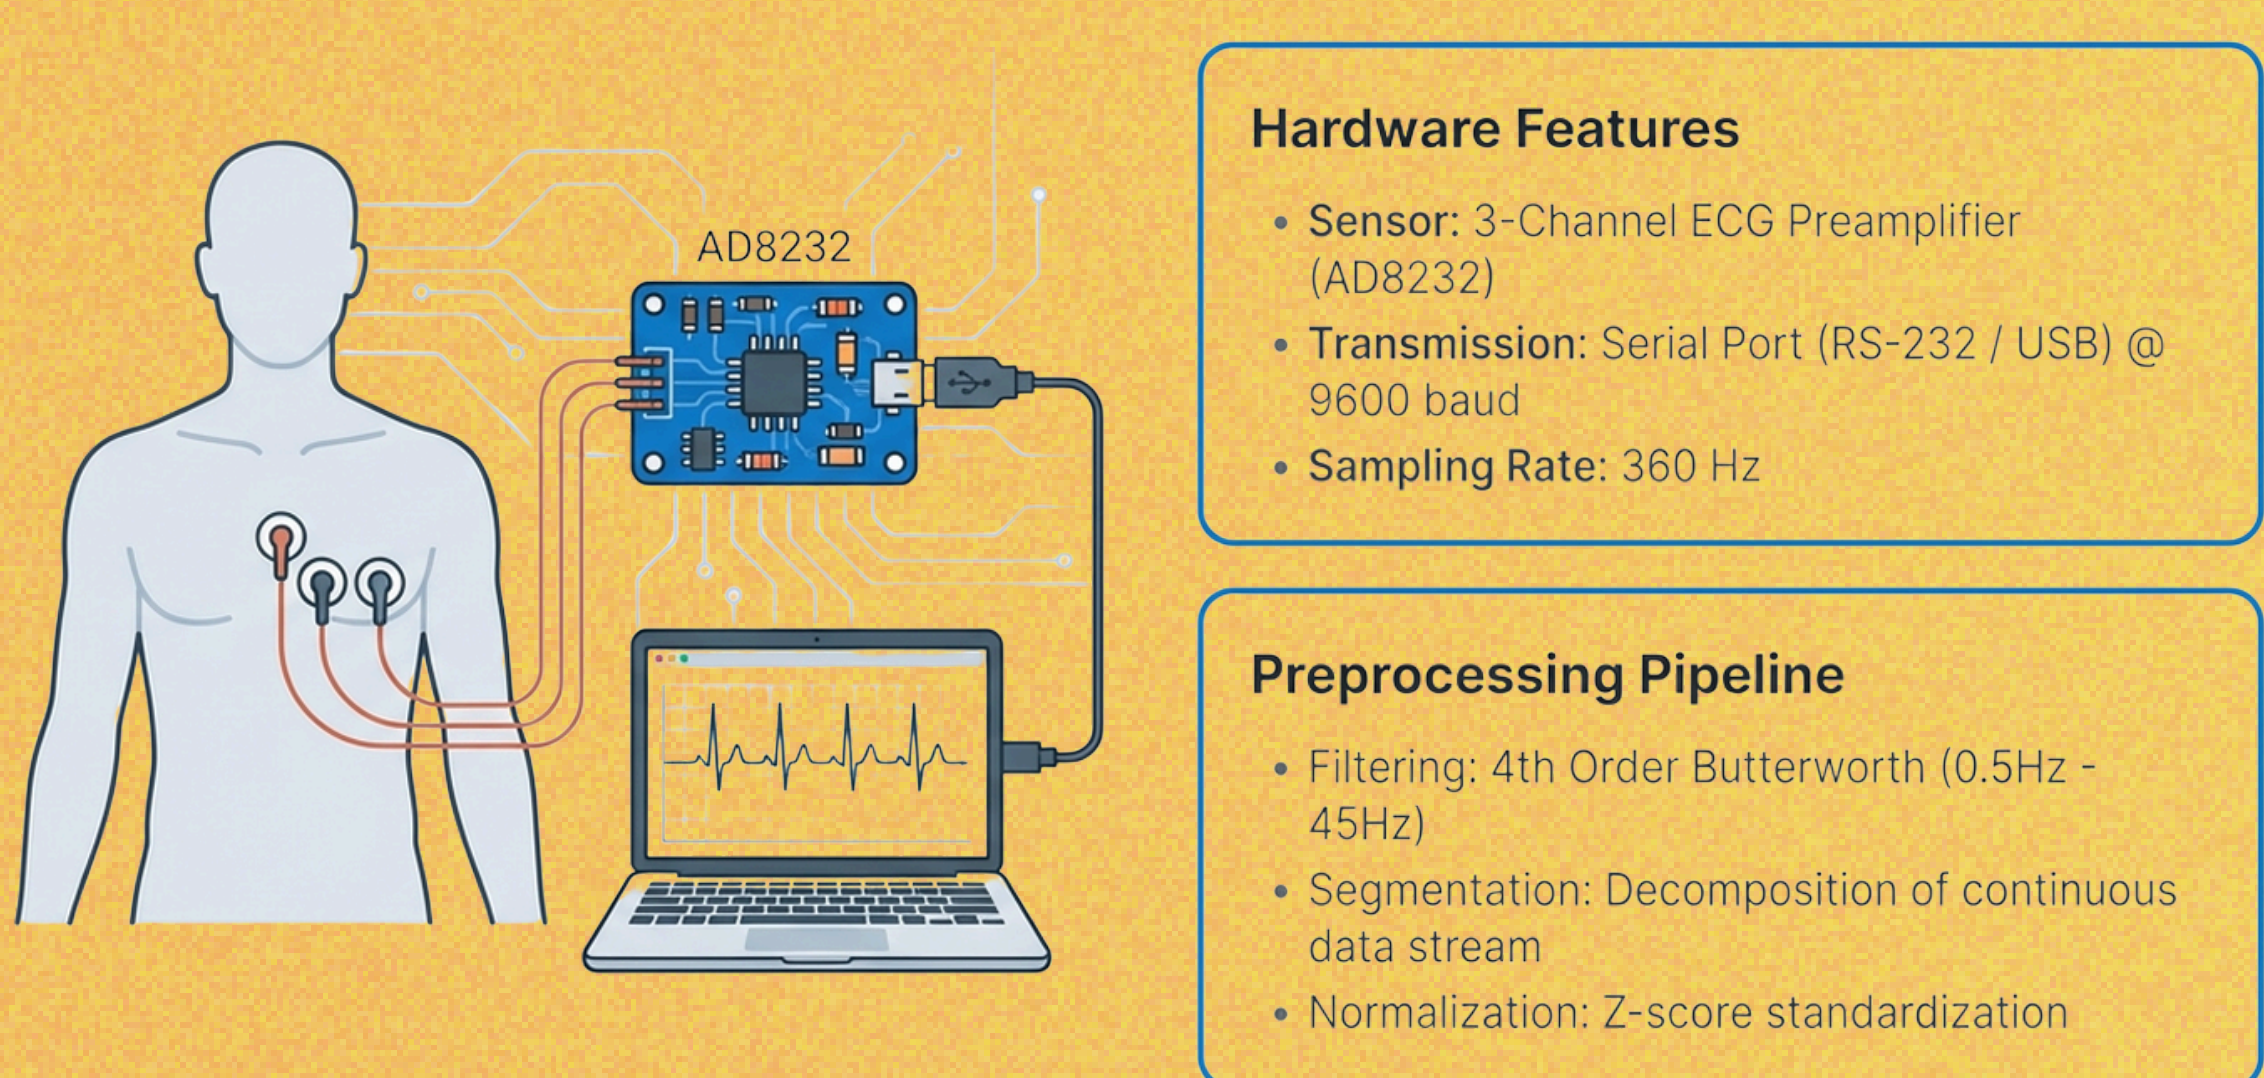 AD8232
Hardware Features
• Sensor: 3-Channel ECG Preamplifier
(AD8232)
• Transmission: Serial Port (RS-232 / USB) @
9600 baud
• Sampling Rate: 360 Hz
Preprocessing Pipeline
• Filtering: 4th Order Butterworth (0.5Hz -
45Hz)
• Segmentation: Decomposition of continuous
data stream
• Normalization: Z-score standardization